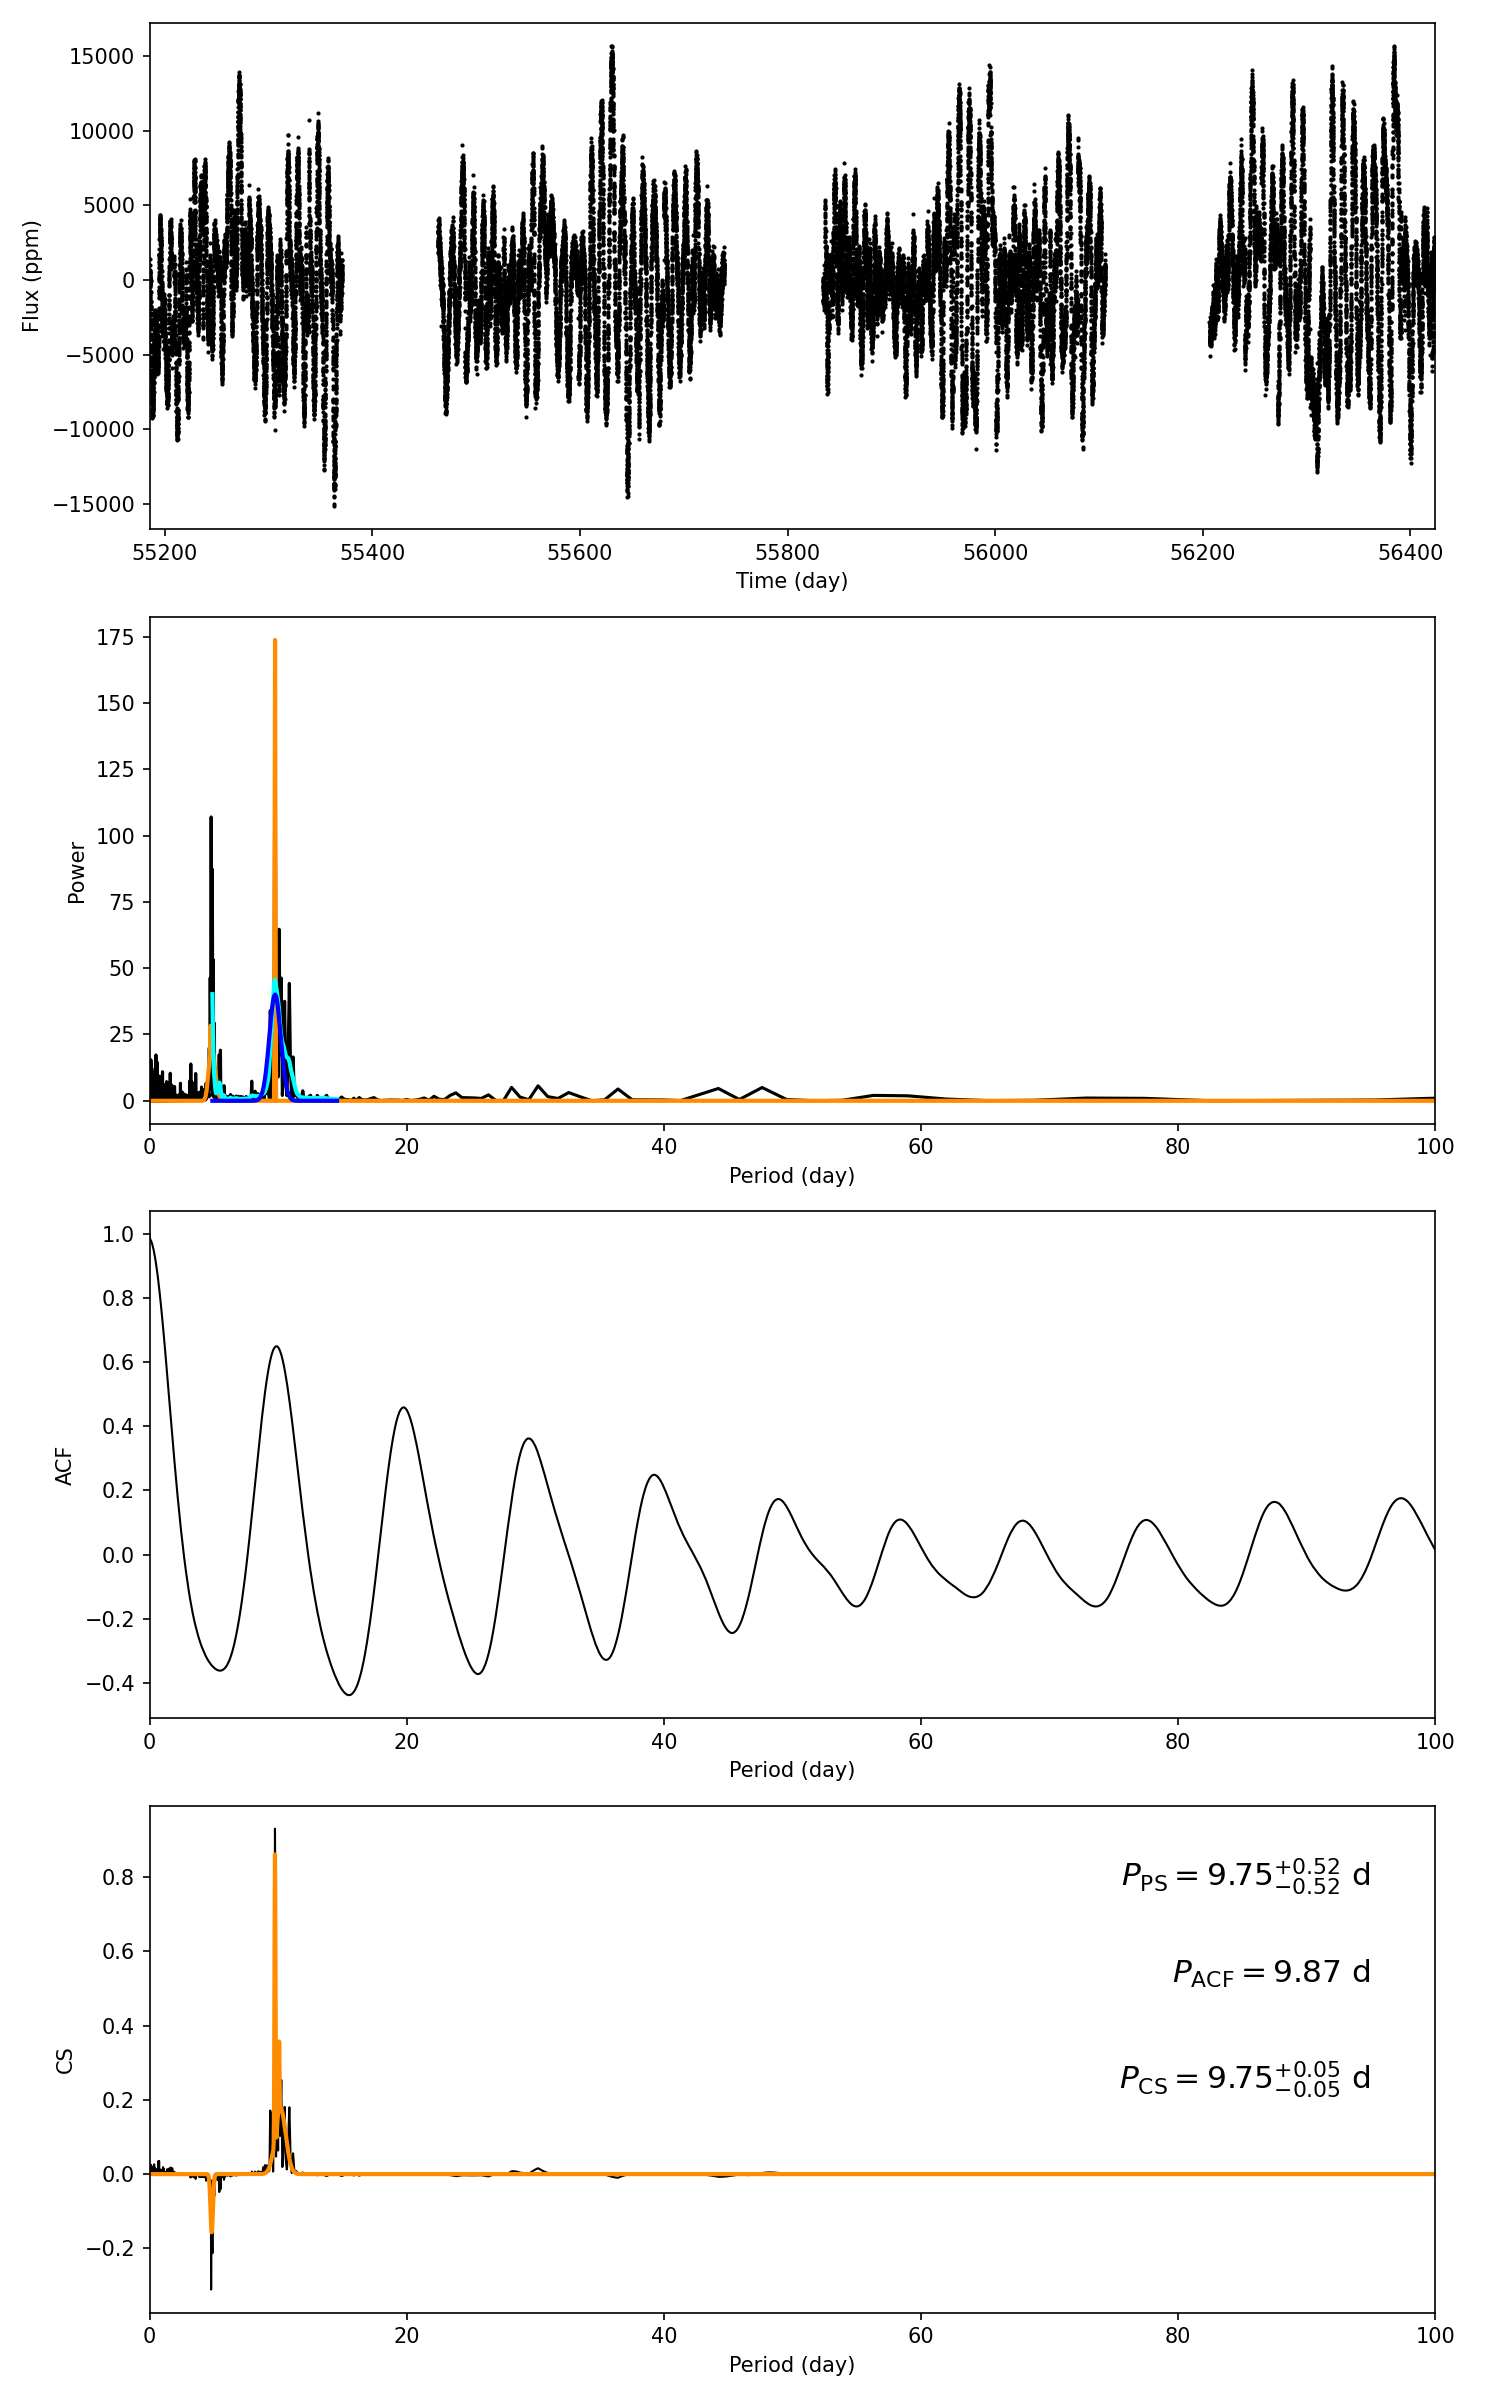 15000
10000
5000
0
−5000
−10000
−15000
Flux (ppm)
55200 55400 55600 55800 56000 56200 56400
Time (day)
175
150
125
100
75
50
25
0
Power
0 20 40 60 80 100
Period (day)
1.0
0.8
0.6
0.4
0.2
0.0
−0.2
−0.4
ACF
0 20 40 60 80 100
Period (day)
0.8
0.6
0.4
0.2
0.0
−0.2
CS
P_PS = 9.75^{+0.52}_{−0.52} d
P_ACF = 9.87 d
P_CS = 9.75^{+0.05}_{−0.05} d
0 20 40 60 80 100
Period (day)